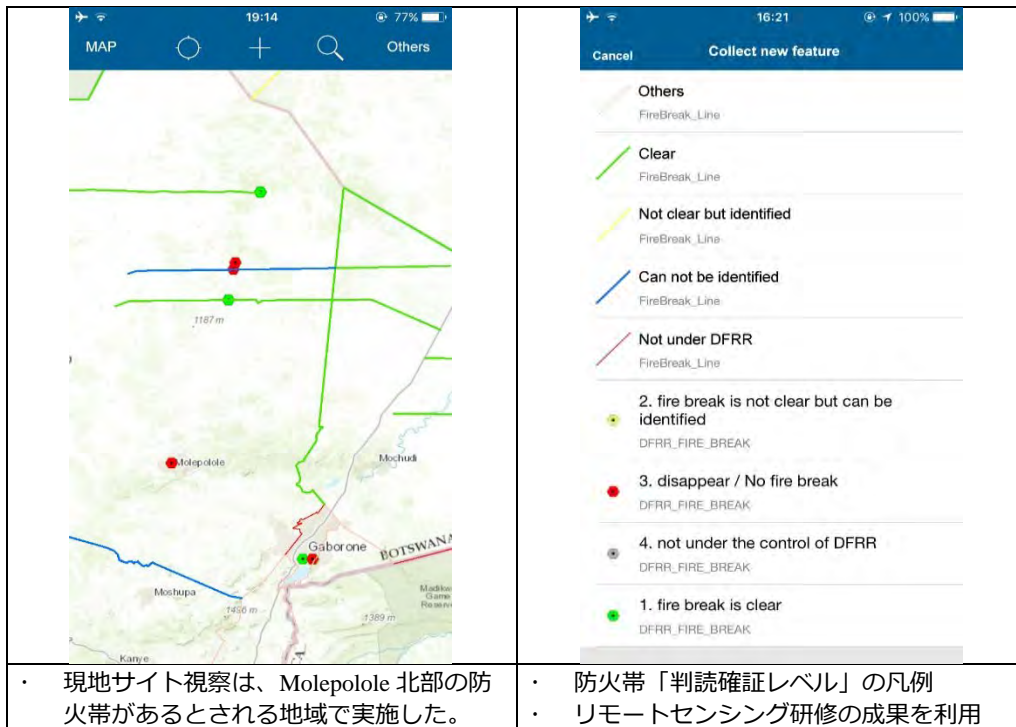 19:14
77%
MAP
Others
1187 m
Molepolole
Mochudi
Gaborone
BOTSWANA
Moshupa
1496 m
Madikwe
Game
Reserve
1389 m
Kanye
・ 現地サイト視察は、Molepolole 北部の防
火帯があるとされる地域で実施した。
16:21
100%
Cancel
Collect new feature
Others
FireBreak_Line
Clear
FireBreak_Line
Not clear but identified
FireBreak_Line
Can not be identified
FireBreak_Line
Not under DFRR
FireBreak_Line
2. fire break is not clear but can be
identified
DFRR_FIRE_BREAK
3. disappear / No fire break
DFRR_FIRE_BREAK
4. not under the control of DFRR
DFRR_FIRE_BREAK
1. fire break is clear
DFRR_FIRE_BREAK
・ 防火帯「判読確証レベル」の凡例
・ リモートセンシング研修の成果を利用